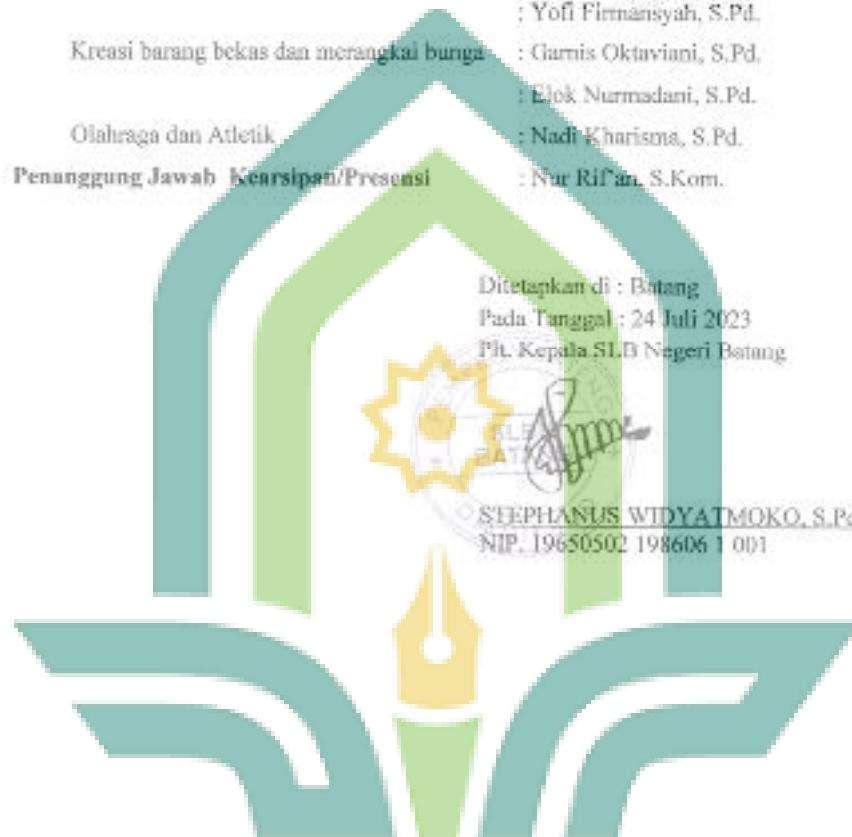 : Yofi Firmansyah, S.Pd.
Kreasi barang bekas dan merangkai bunga : Garnis Oktaviani, S.Pd.
: Elok Nurmadani, S.Pd.
Olahraga dan Atletik : Nadi Kharisma, S.Pd.
Penanggung Jawab Kearsipan/Presensi : Nur Rif'an, S.Kom.
Ditetapkan di : Batang
Pada Tanggal : 24 Juli 2023
Plt. Kepala SLB Negeri Batang
STEPHANUS WIDYATMOKO, S.Pd
NIP. 19650502 198606 1 001